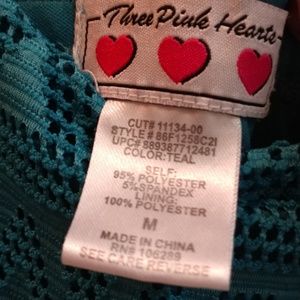 Three Pink Hearts
CUT# 11134-00
STYLE# 86F1258C2I
UPC# 889387712481
COLOR:TEAL
SELF:
95% POLYESTER
5%SPANDEX
LINING:
100% POLYESTER
M
MADE IN CHINA
RN# 106289
SEE CARE REVERSE